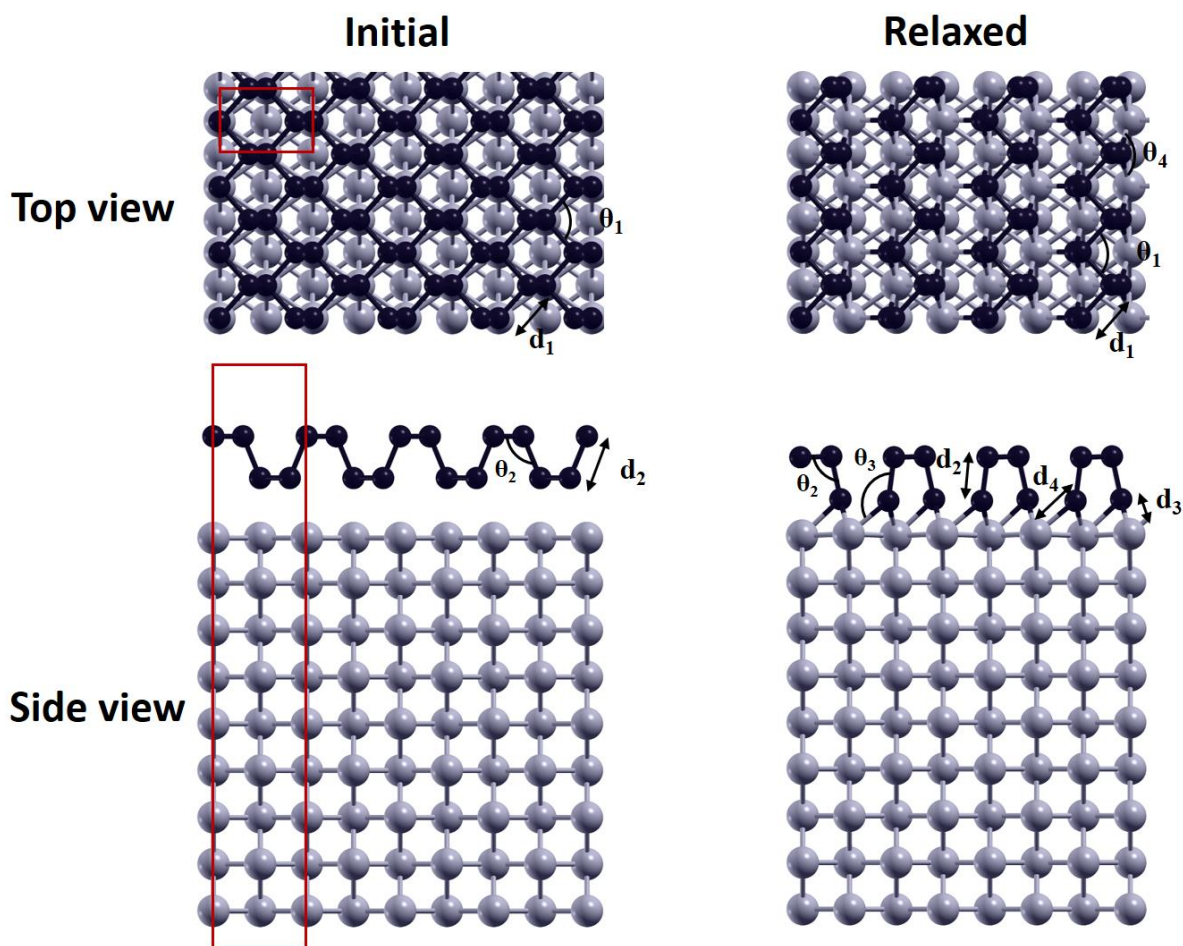 Initial
Relaxed
Top view
θ1
d1
θ4
θ1
d1
Side view
θ2
d2
θ2
θ3
d2
d4
d3